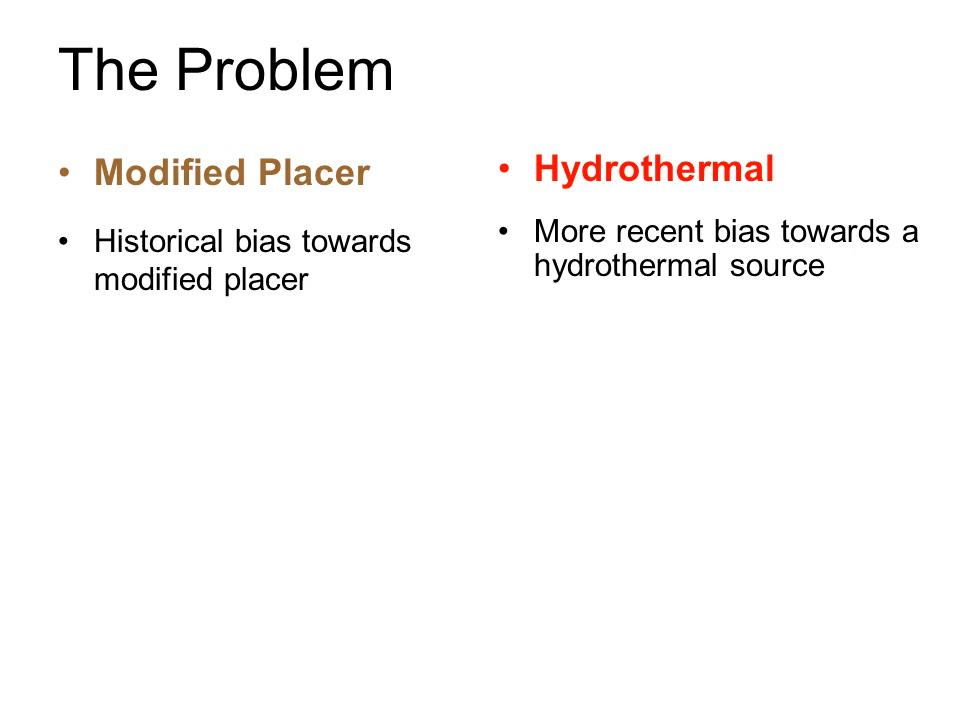 The Problem
• Modified Placer
• Historical bias towards
modified placer
• Hydrothermal
• More recent bias towards a
hydrothermal source